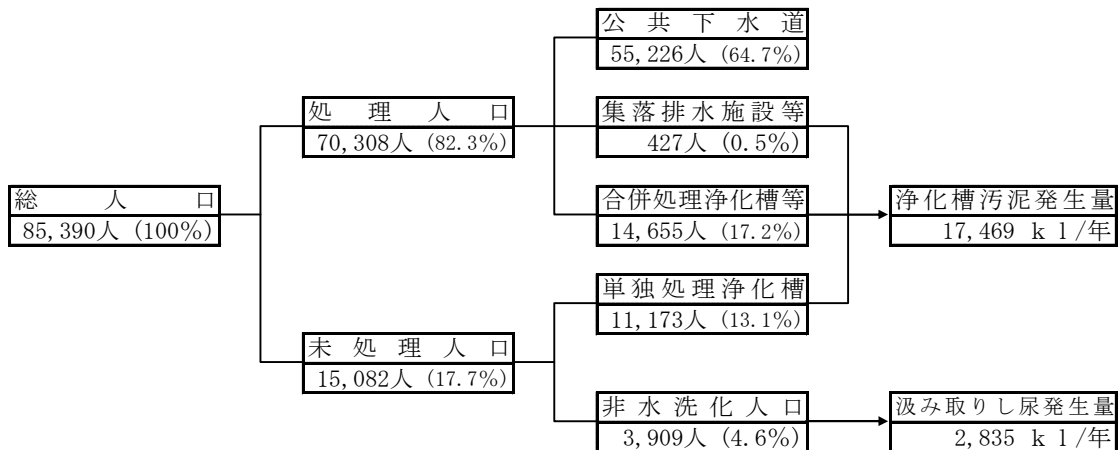 公共下水道
55,226人 (64.7%)
処理人口
70,308人 (82.3%)
集落排水施設等
427人 (0.5%)
総人口
85,390人 (100%)
合併処理浄化槽等
14,655人 (17.2%)
浄化槽汚泥発生量
17,469 ｋｌ/年
単独処理浄化槽
11,173人 (13.1%)
未処理人口
15,082人 (17.7%)
非水洗化人口
3,909人 (4.6%)
汲み取りし尿発生量
2,835 ｋｌ/年